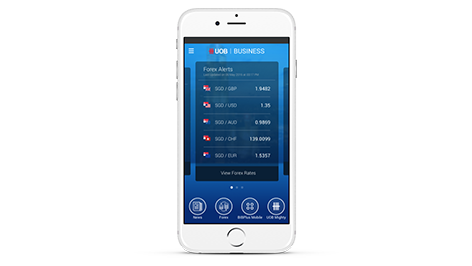 UOB | BUSINESS
Forex Alerts
SGD / GBP 1.9482
SGD / USD 1.35
SGD / AUD 0.9869
SGD / CHF 139.0099
SGD / EUR 1.5357
View Forex Rates
News Forex BIBPlus Mobile UOB Mighty